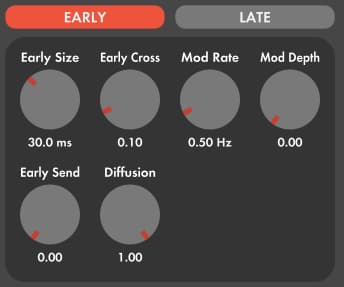 EARLY LATE
Early Size Early Cross Mod Rate Mod Depth
30.0 ms 0.10 0.50 Hz 0.00
Early Send Diffusion
0.00 1.00